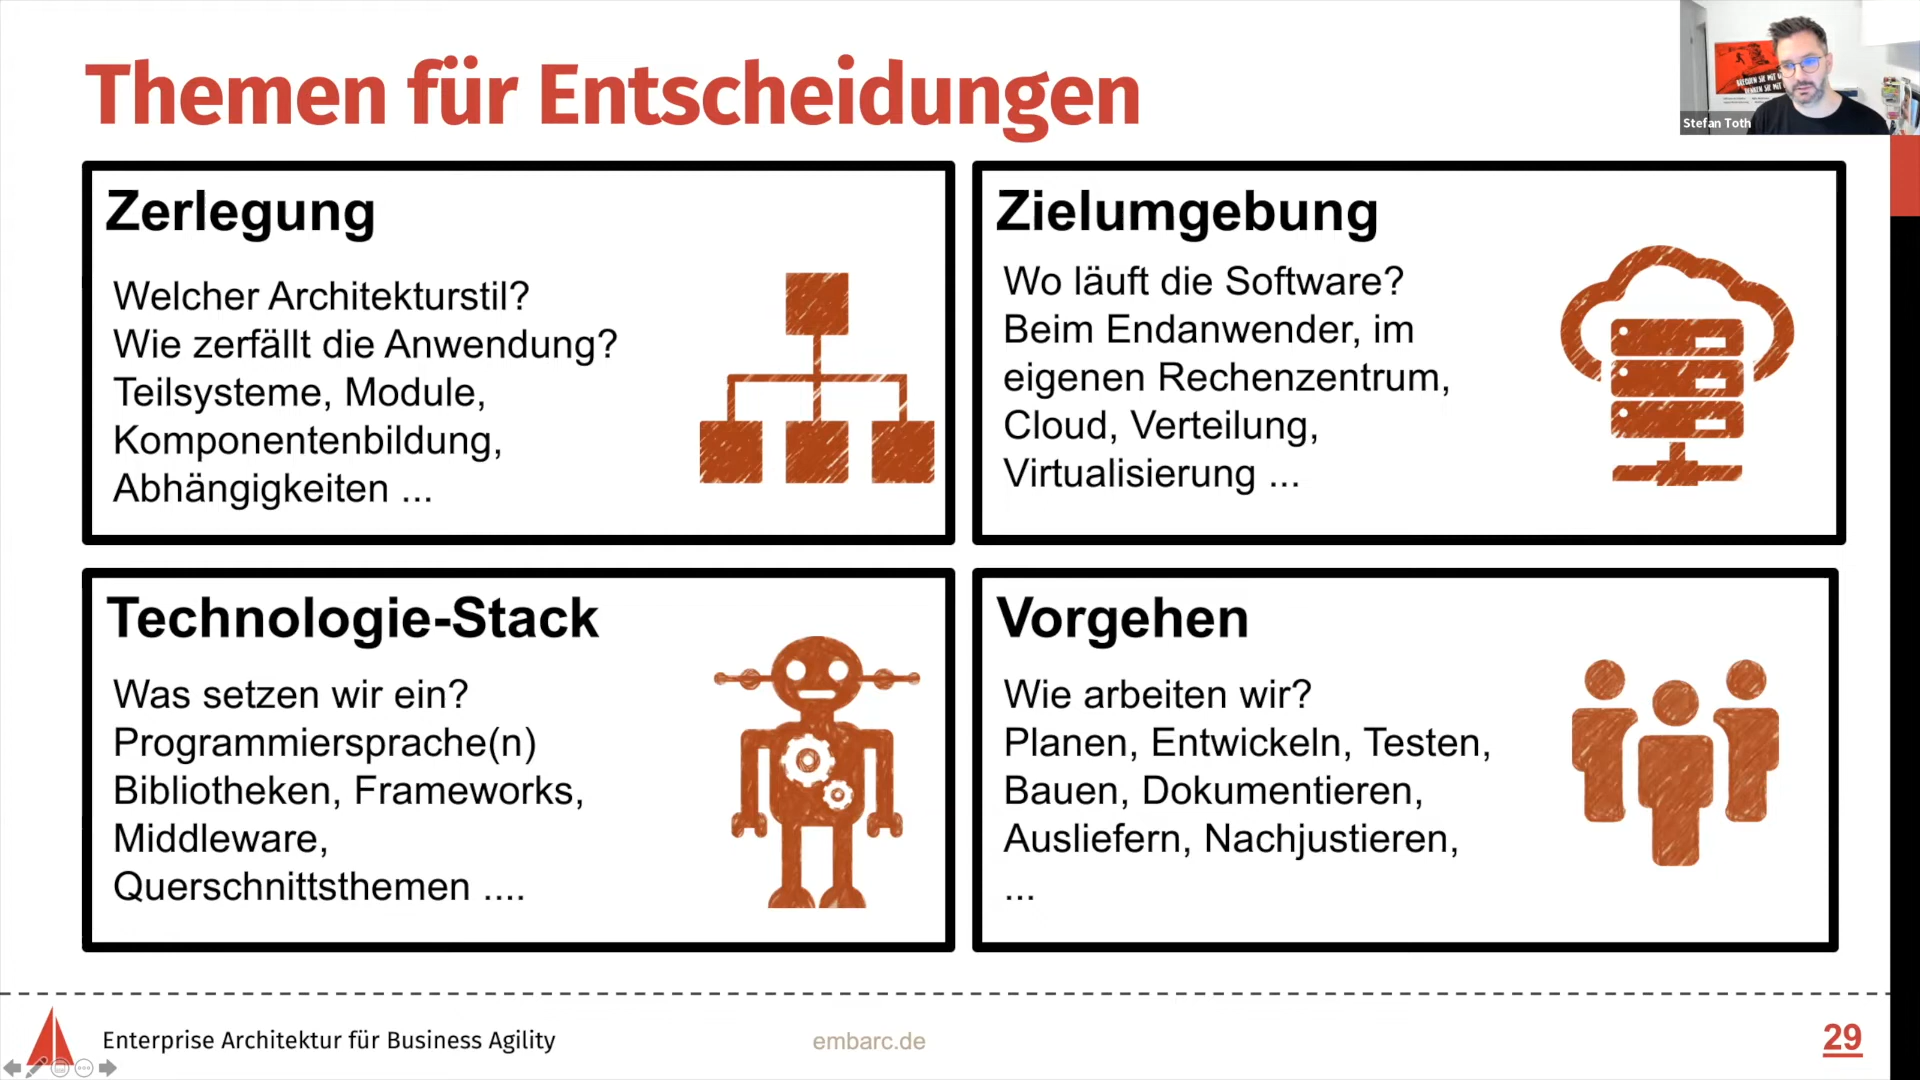 Themen für Entscheidungen
Stefan Toth
Zerlegung
Welcher Architekturstil?
Wie zerfällt die Anwendung?
Teilsysteme, Module,
Komponentenbildung,
Abhängigkeiten ...
Zielumgebung
Wo läuft die Software?
Beim Endanwender, im
eigenen Rechenzentrum,
Cloud, Verteilung,
Virtualisierung ...
Technologie-Stack
Was setzen wir ein?
Programmiersprache(n)
Bibliotheken, Frameworks,
Middleware,
Querschnittsthemen ....
Vorgehen
Wie arbeiten wir?
Planen, Entwickeln, Testen,
Bauen, Dokumentieren,
Ausliefern, Nachjustieren,
...
Enterprise Architektur für Business Agility
embarc.de
29